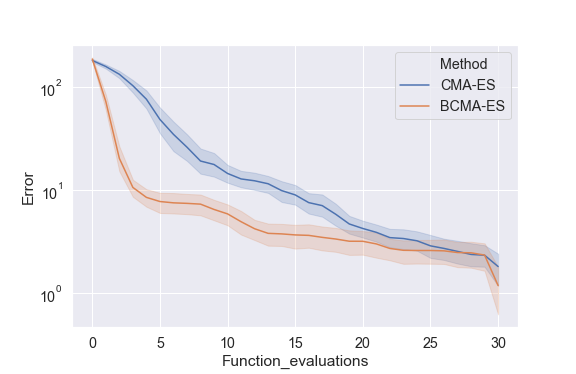 Method
CMA-ES
BCMA-ES
10²
10¹
10⁰
Error
0 5 10 15 20 25 30
Function_evaluations